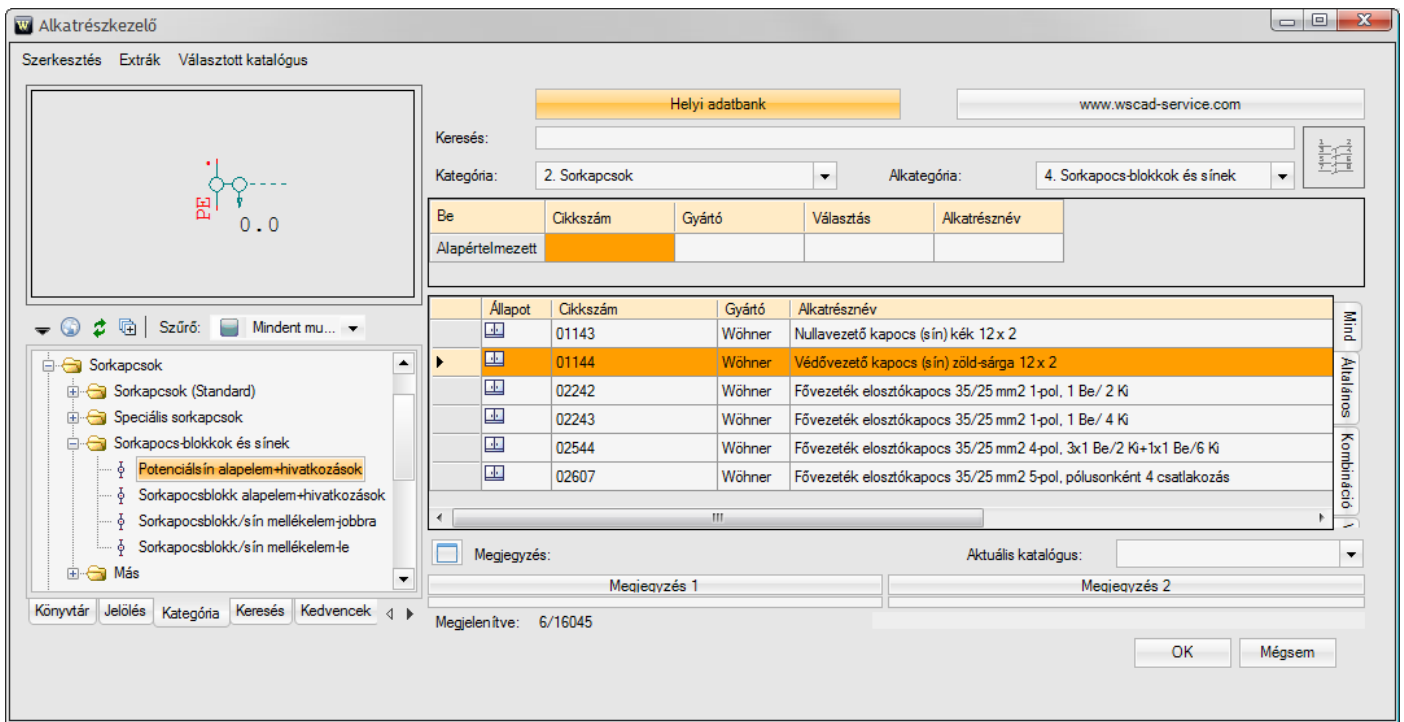 Alkatrészkezelő
Szerkesztés Extrák Választott katalógus
Helyi adatbank www.wscad-service.com
Keresés:
Kategória: 2. Sorkapcsok Alkategória: 4. Sorkapocs-blokkok és sínek
PE
0.0
Be Cikkszám Gyártó Választás Alkatrésznév
Alapértelmezett
Szűrő: Mindent mu...
Sorkapcsok
Sorkapcsok (Standard)
Speciális sorkapcsok
Sorkapocs-blokkok és sínek
Potenciálsín alapelem+hivatkozások
Sorkapocsblokk alapelem+hivatkozások
Sorkapocsblokk/sín mellékelem-jobbra
Sorkapocsblokk/sín mellékelem-le
Más
Könyvtár Jelölés Kategória Keresés Kedvencek
Állapot Cikkszám Gyártó Alkatrésznév
01143 Wöhner Nullavezető kapocs (sín) kék 12 x 2
01144 Wöhner Védővezető kapocs (sín) zöld-sárga 12 x 2
02242 Wöhner Fővezeték elosztókapocs 35/25 mm2 1-pol, 1 Be/ 2 Ki
02243 Wöhner Fővezeték elosztókapocs 35/25 mm2 1-pol, 1 Be/ 4 Ki
02544 Wöhner Fővezeték elosztókapocs 35/25 mm2 4-pol, 3x1 Be/2 Ki+1x1 Be/6 Ki
02607 Wöhner Fővezeték elosztókapocs 35/25 mm2 5-pol, pólusonként 4 csatlakozás
Mind
Általános
Kombináció
Megjegyzés: Aktuális katalógus:
Megjegyzés 1 Megjegyzés 2
Megjelenítve: 6/16045
OK Mégsem